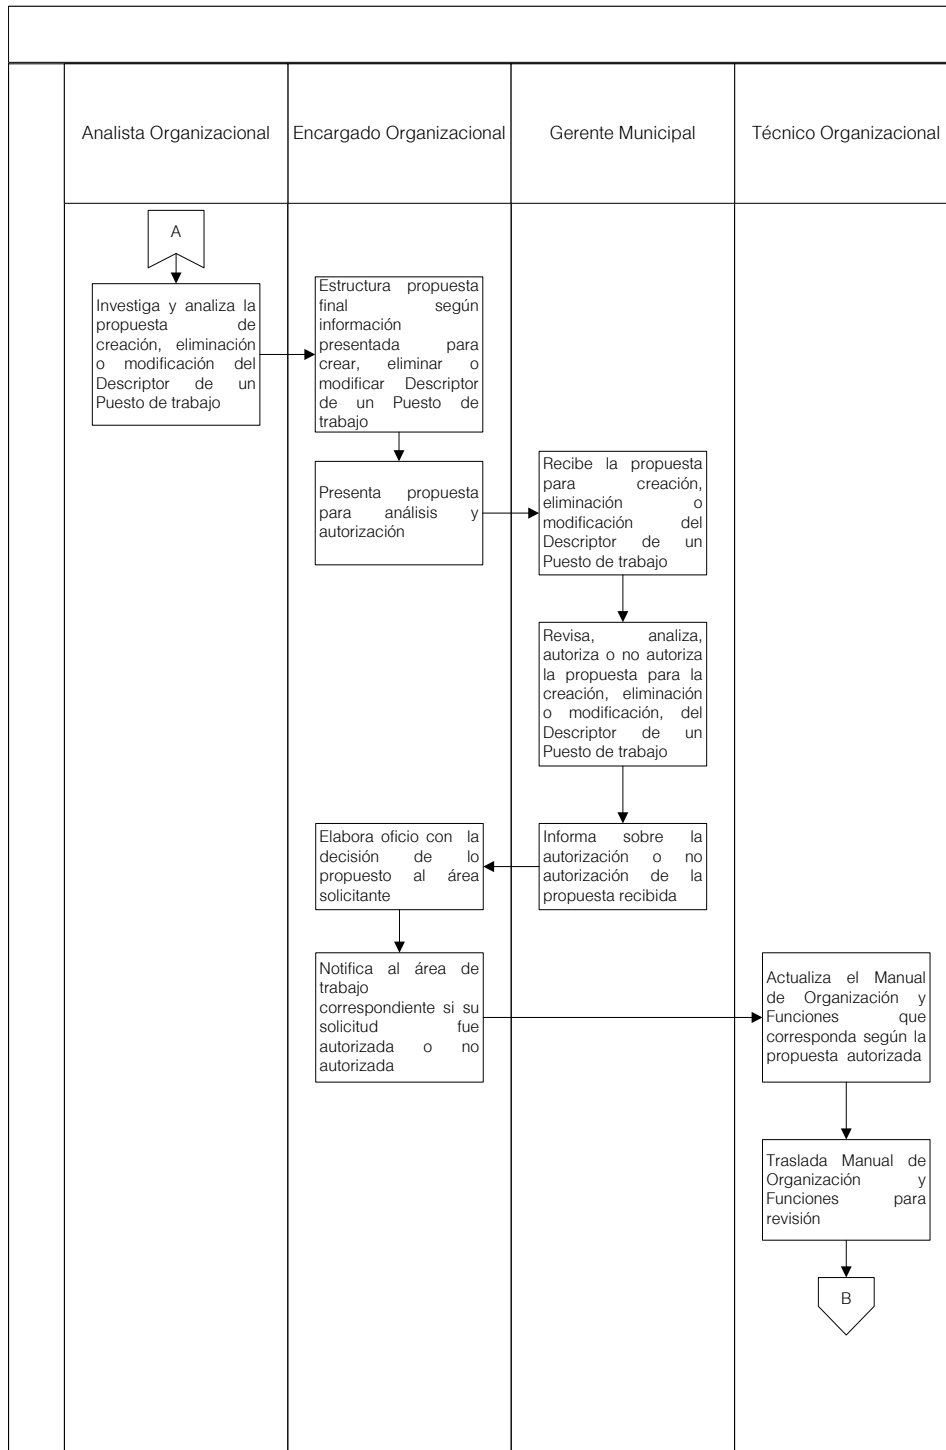 Analista Organizacional
Encargado Organizacional
Gerente Municipal
Técnico Organizacional
A
Investiga y analiza la
propuesta de
creación, eliminación
o modificación del
Descriptor de un
Puesto de trabajo
Estructura propuesta
final según
información
presentada para
crear, eliminar o
modificar Descriptor
de un Puesto de
trabajo
Presenta propuesta
para análisis y
autorización
Recibe la propuesta
para creación,
eliminación o
modificación del
Descriptor de un
Puesto de trabajo
Revisa, analiza,
autoriza o no autoriza
la propuesta para la
creación, eliminación
o modificación, del
Descriptor de un
Puesto de trabajo
Informa sobre la
autorización o no
autorización de la
propuesta recibida
Elabora oficio con la
decisión de lo
propuesto al área
solicitante
Notifica al área de
trabajo
correspondiente si su
solicitud fue
autorizada o no
autorizada
Actualiza el Manual
de Organización y
Funciones que
corresponda según la
propuesta autorizada
Traslada Manual de
Organización y
Funciones para
revisión
B